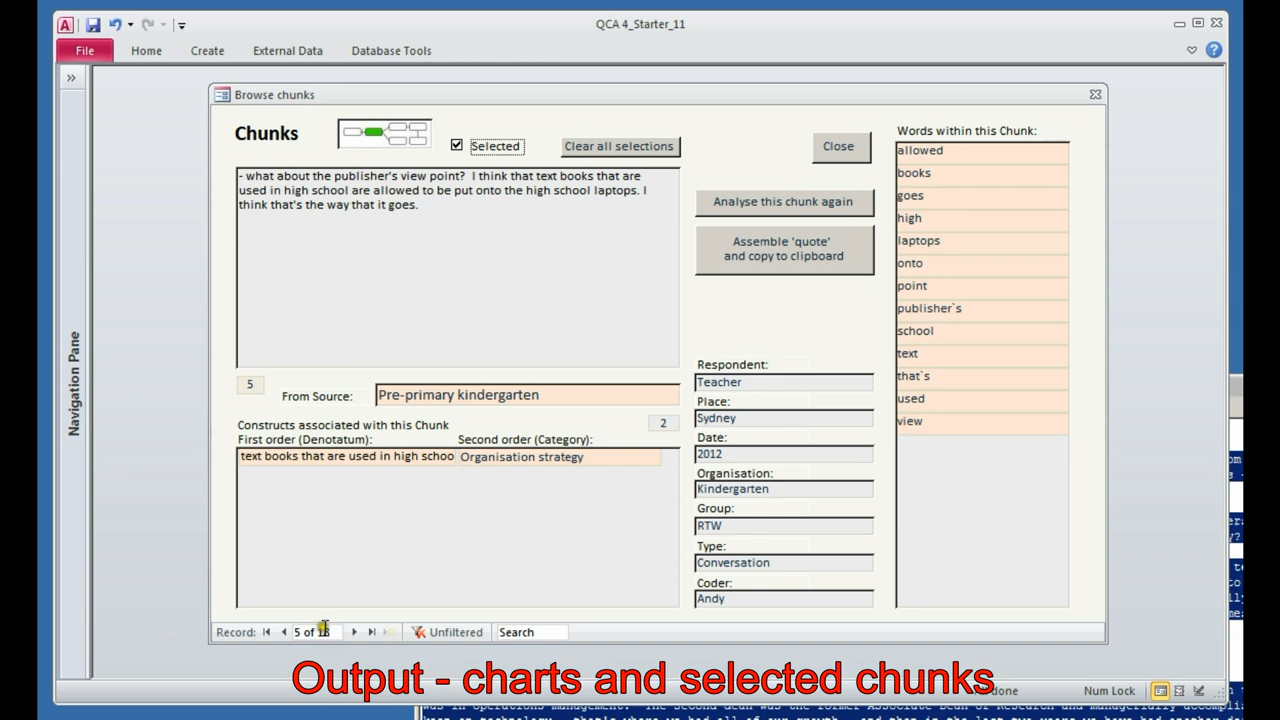 QCA 4_Starter_11
File Home Create External Data Database Tools
»
Navigation Pane
Browse chunks
Chunks
Selected
Clear all selections
Close
Words within this Chunk:
- what about the publisher's view point? I think that text books that are
used in high school are allowed to be put onto the high school laptops. I
think that's the way that it goes.
Analyse this chunk again
Assemble 'quote'
and copy to clipboard
allowed
books
goes
high
laptops
onto
point
publisher`s
school
text
that`s
used
view
5
From Source: Pre-primary kindergarten
Constructs associated with this Chunk 2
First order (Denotatum): Second order (Category):
text books that are used in high schoo Organisation strategy
Respondent:
Teacher
Place:
Sydney
Date:
2012
Organisation:
Kindergarten
Group:
RTW
Type:
Conversation
Coder:
Andy
Record: 5 of Unfiltered Search
Output - charts and selected chunks
Num Lock